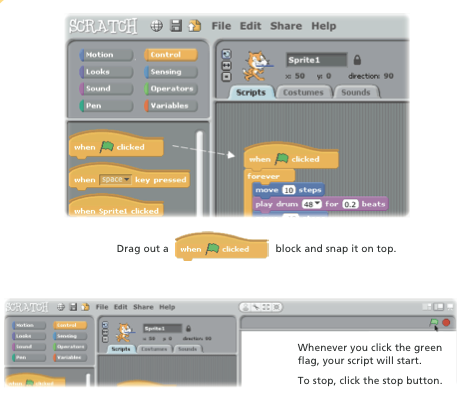 SCRATCH File Edit Share Help
Motion Control
Looks Sensing
Sound Operators
Pen Variables
Sprite1
x: 50 y: 0 direction: 90
Scripts Costumes Sounds
when clicked
when space key pressed
when Sprite1 clicked
when clicked
forever
move 10 steps
play drum 48 for 0.2 beats
Drag out a when clicked block and snap it on top.
SCRATCH File Edit Share Help
Motion Control
Looks Sensing
Sound Operators
Pen Variables
Sprite1
x: 50 y: 0 direction: 90
Scripts Costumes Sounds
Whenever you click the green
flag, your script will start.
To stop, click the stop button.